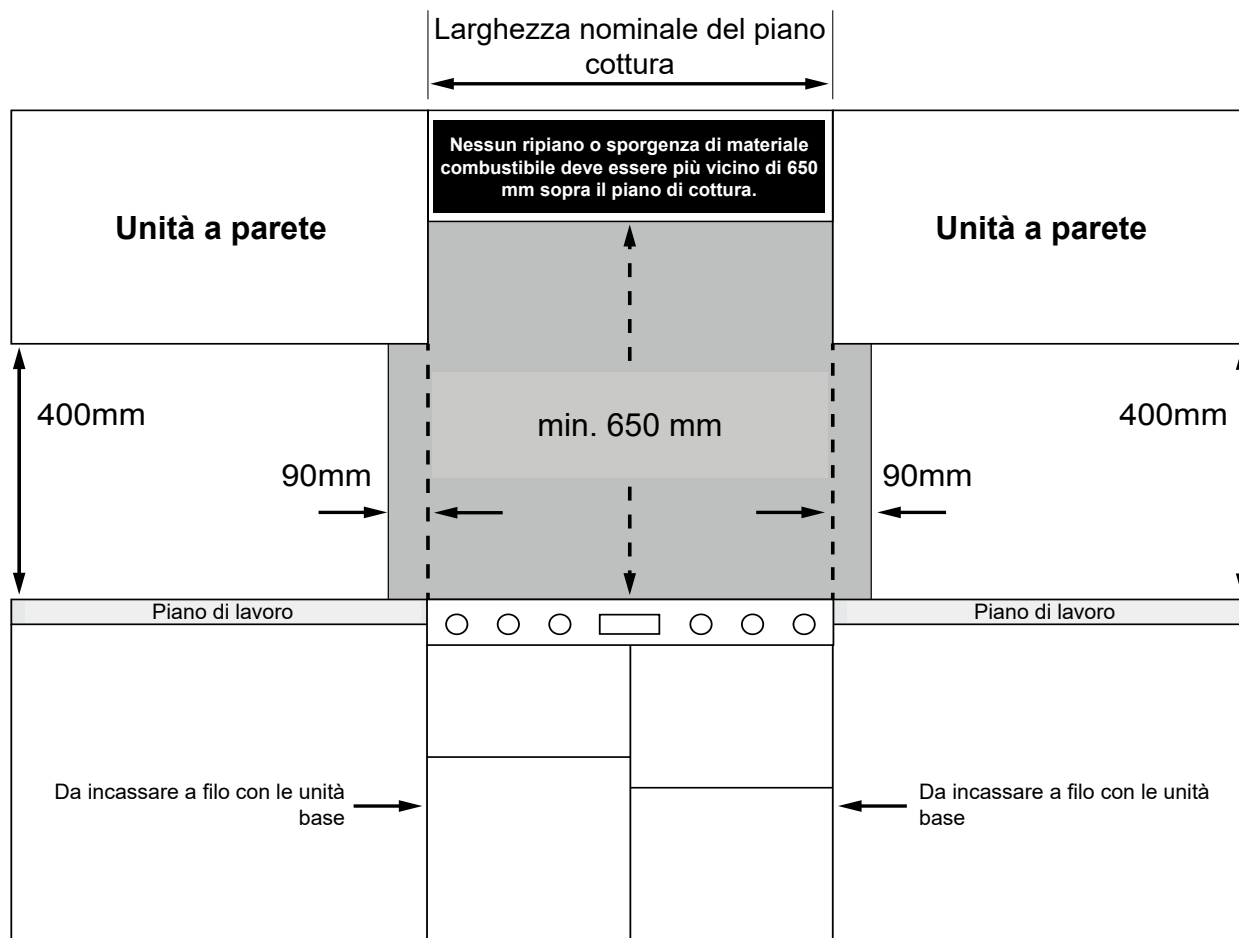 Larghezza nominale del piano
cottura
Nessun ripiano o sporgenza di materiale
combustibile deve essere più vicino di 650
mm sopra il piano di cottura.
Unità a parete
Unità a parete
400mm
min. 650 mm
400mm
90mm
90mm
Piano di lavoro
Piano di lavoro
Da incassare a filo con le unità
base
Da incassare a filo con le unità
base